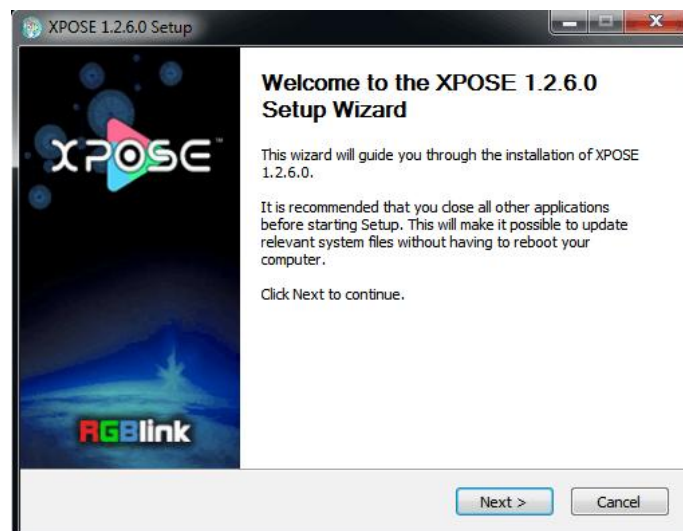 XPOSE 1.2.6.0 Setup
XPOSE™
RGBlink
Welcome to the XPOSE 1.2.6.0
Setup Wizard
This wizard will guide you through the installation of XPOSE
1.2.6.0.
It is recommended that you close all other applications
before starting Setup. This will make it possible to update
relevant system files without having to reboot your
computer.
Click Next to continue.
Next >
Cancel